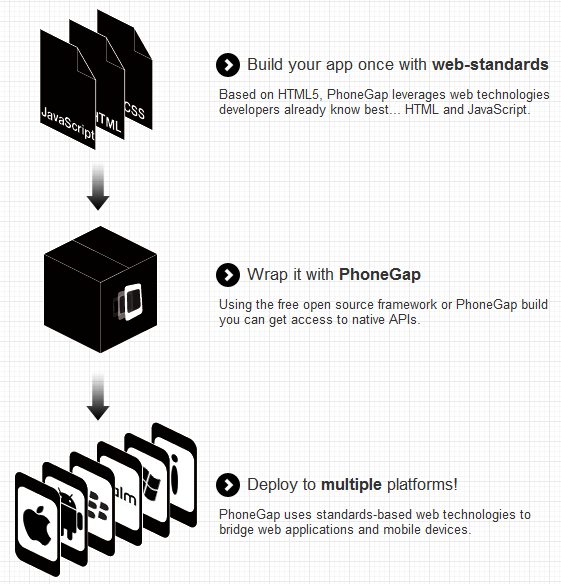 JavaScript
HTML
CSS
Build your app once with web-standards
Based on HTML5, PhoneGap leverages web technologies
developers already know best... HTML and JavaScript.
Wrap it with PhoneGap
Using the free open source framework or PhoneGap build
you can get access to native APIs.
alm
Deploy to multiple platforms!
PhoneGap uses standards-based web technologies to
bridge web applications and mobile devices.